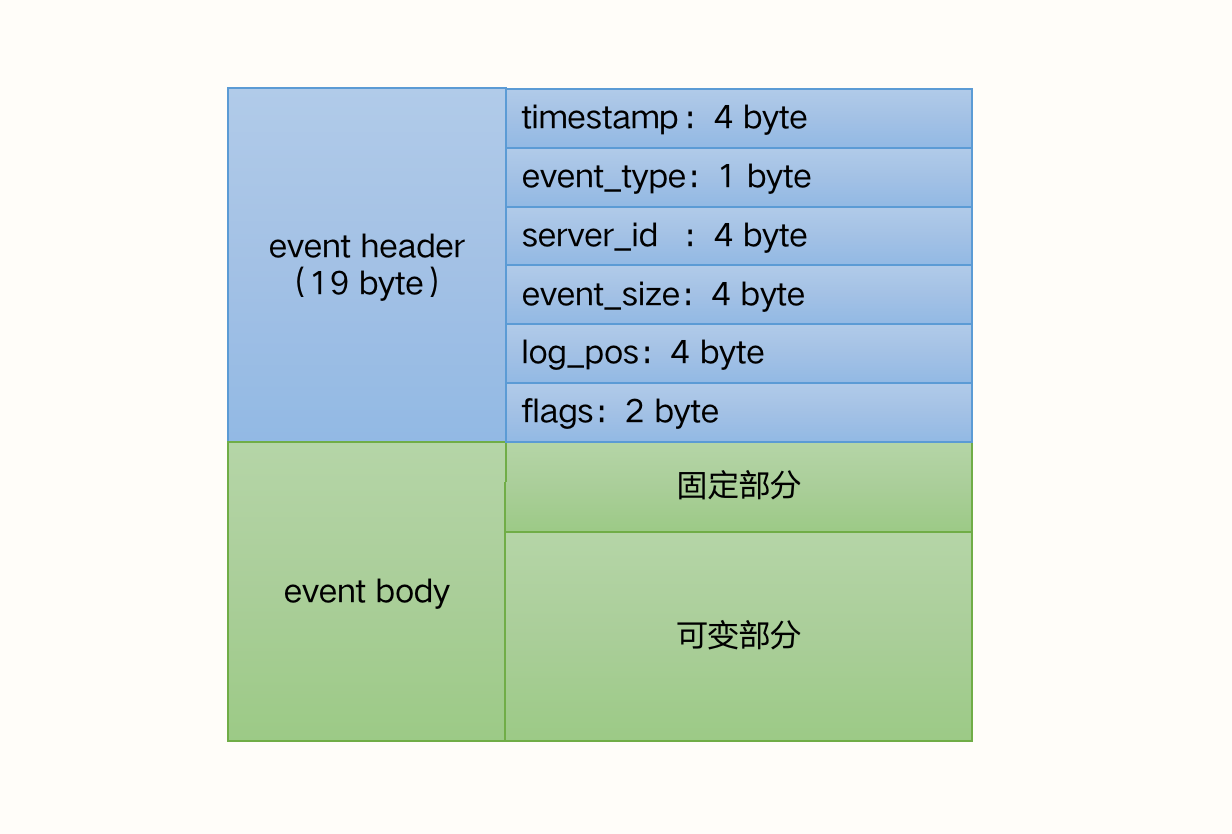 event header
（19 byte）
timestamp： 4 byte
event_type： 1 byte
server_id ： 4 byte
event_size： 4 byte
log_pos： 4 byte
flags： 2 byte
event body
固定部分
可变部分